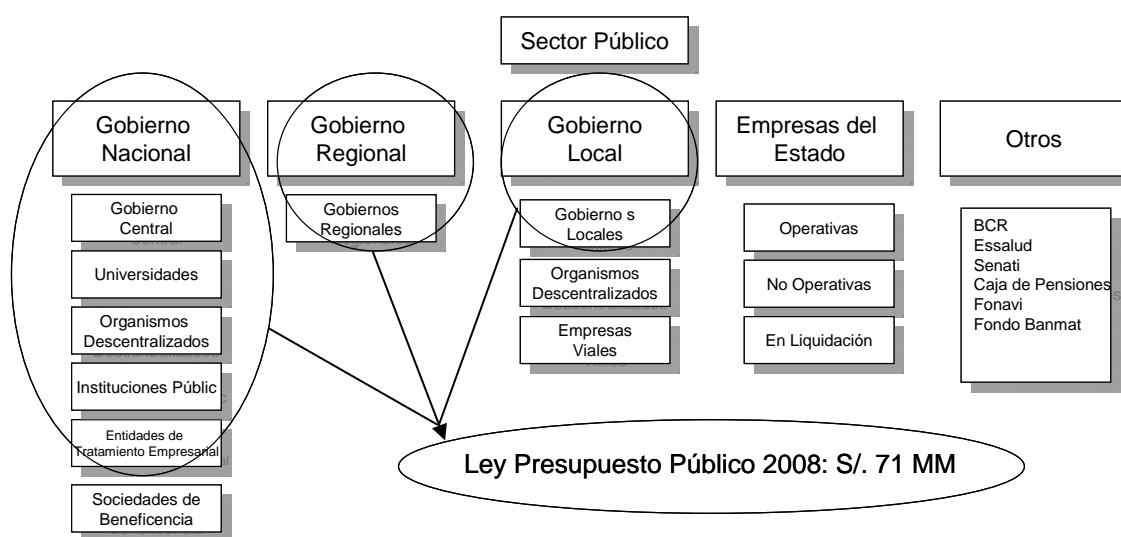 Sector Público
Gobierno
Nacional
Gobierno
Regional
Gobierno
Local
Empresas del
Estado
Otros
Gobierno
Central
Universidades
Organismos
Descentralizados
Instituciones Públic
Entidades de
Tratamiento Empresarial
Sociedades de
Beneficencia
Gobiernos
Regionales
Gobierno s
Locales
Organismos
Descentralizados
Empresas
Viales
Operativas
No Operativas
En Liquidación
BCR
Essalud
Senati
Caja de Pensiones
Fonavi
Fondo Banmat
Ley Presupuesto Público 2008: S/. 71 MM